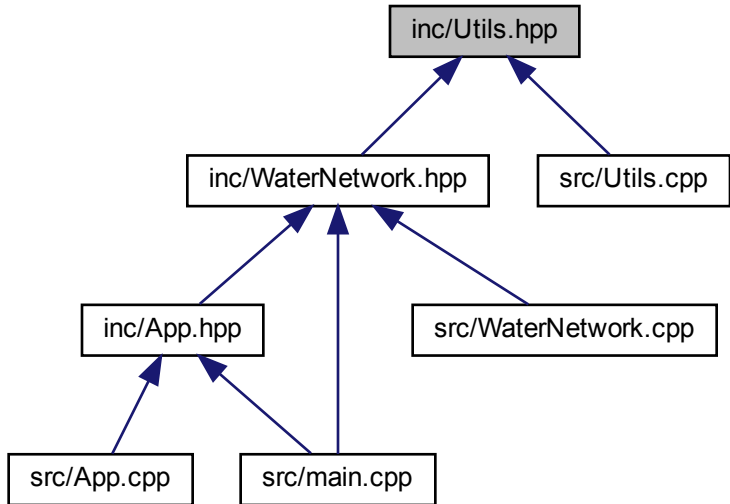 inc/Utils.hpp
inc/WaterNetwork.hpp
src/Utils.cpp
inc/App.hpp
src/WaterNetwork.cpp
src/App.cpp
src/main.cpp